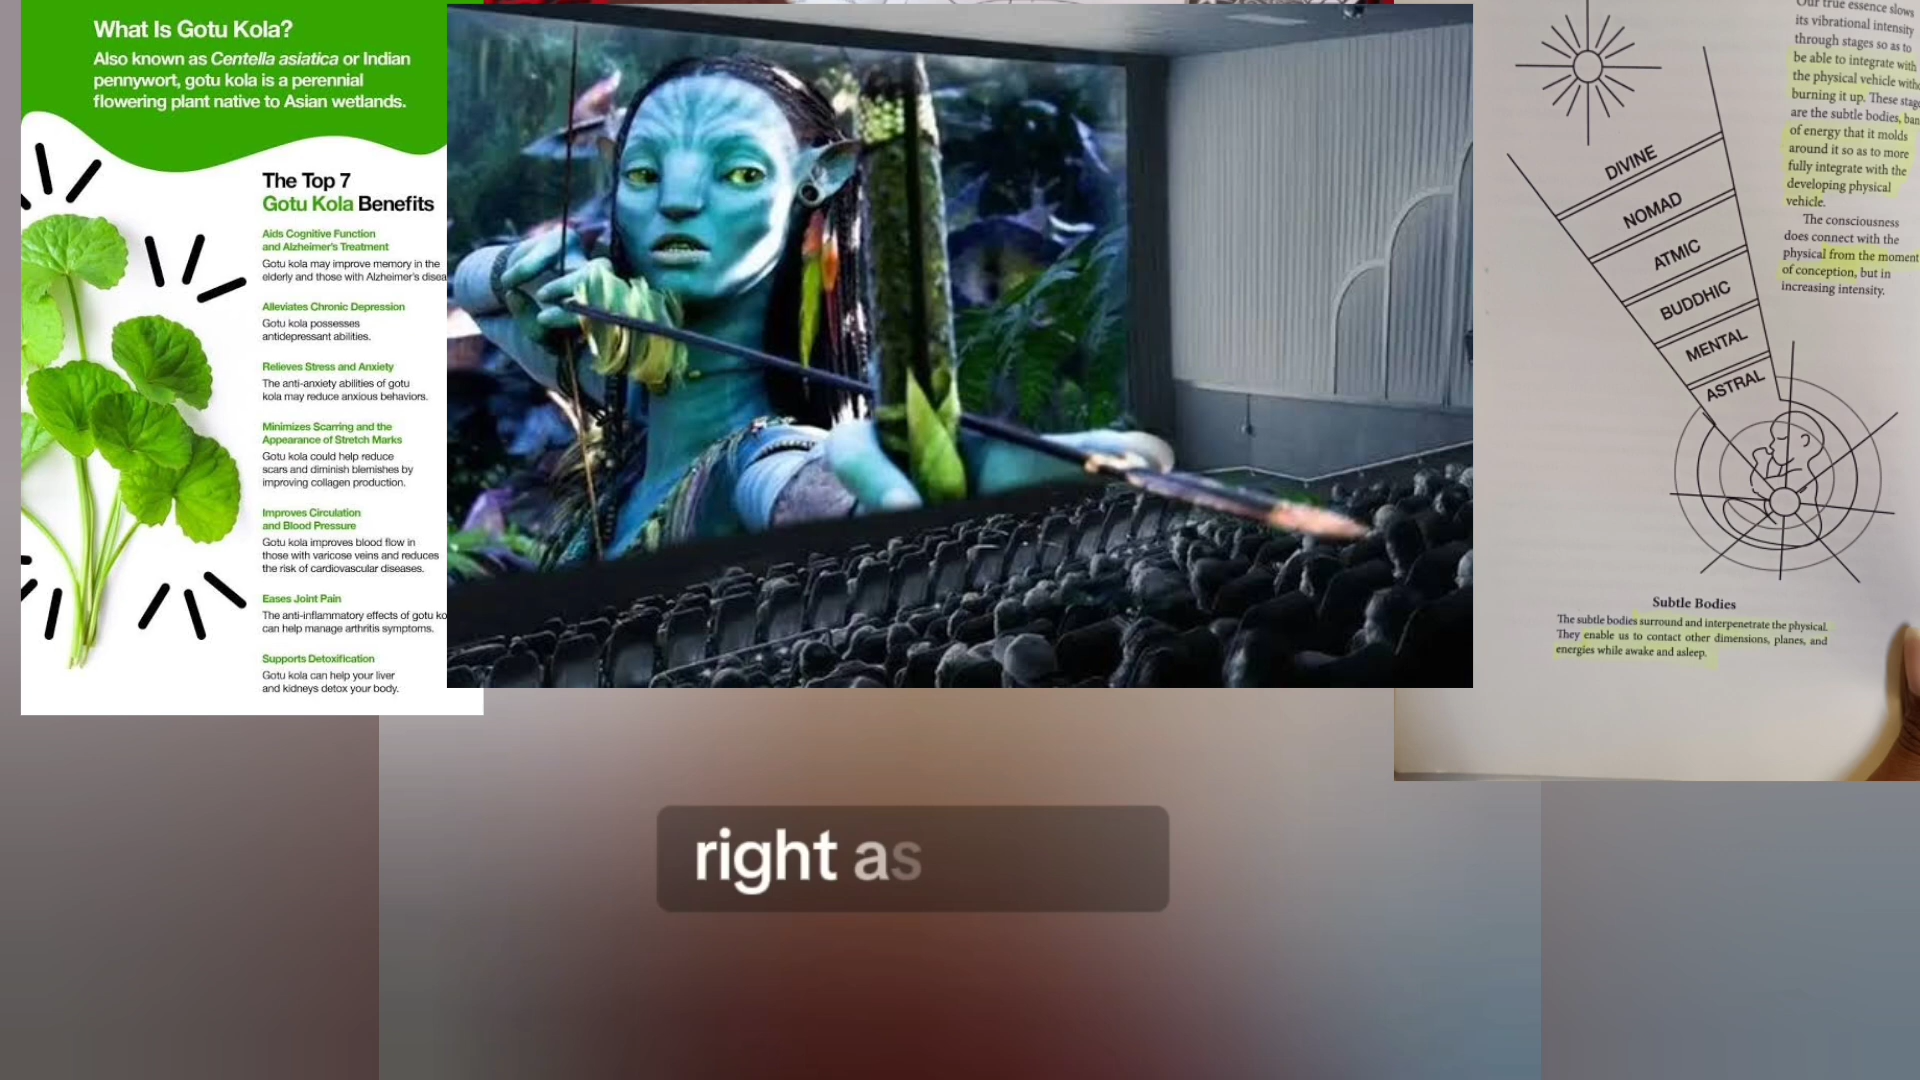 What Is Gotu Kola?
Also known as Centella asiatica or Indian
pennywort, gotu kola is a perennial
flowering plant native to Asian wetlands.
The Top 7
Gotu Kola Benefits
Aids Cognitive Function
and Alzheimer's Treatment
Gotu kola may improve memory in the
elderly and those with Alzheimer's
Alleviates Chronic Depression
Gotu kola possesses
antidepressant abilities.
Relieves Stress and Anxiety
The anti-anxiety abilities of gotu
kola may reduce anxious behaviors.
Minimizes Scarring and the
Appearance of Stretch Marks
Gotu kola could help reduce
scars and diminish blemishes by
improving collagen production.
Improves Circulation
and Blood Pressure
Gotu kola improves blood flow in
those with varicose veins and reduces
the risk of cardiovascular diseases.
Eases Joint Pain
The anti-inflammatory effects of gotu
can help manage arthritis symptoms.
Supports Detoxification
Gotu kola can help your liver
and kidneys detox your body.
Our true essence slows
its vibrational intensity
through stages so as to
be able to integrate with
the physical vehicle
burning it up. These
are the subtle bodies,
of energy that it molds
around it so as to more
fully integrate with the
developing physical
vehicle.
The consciousness
does connect with the
physical from the moment
of conception, but in
increasing intensity.
DIVINE
NOMAD
ATMIC
BUDDHIC
MENTAL
ASTRAL
Subtle Bodies
The subtle bodies surround and interpenetrate the physical.
They enable us to contact other dimensions, planes, and
energies while awake and asleep.
right as